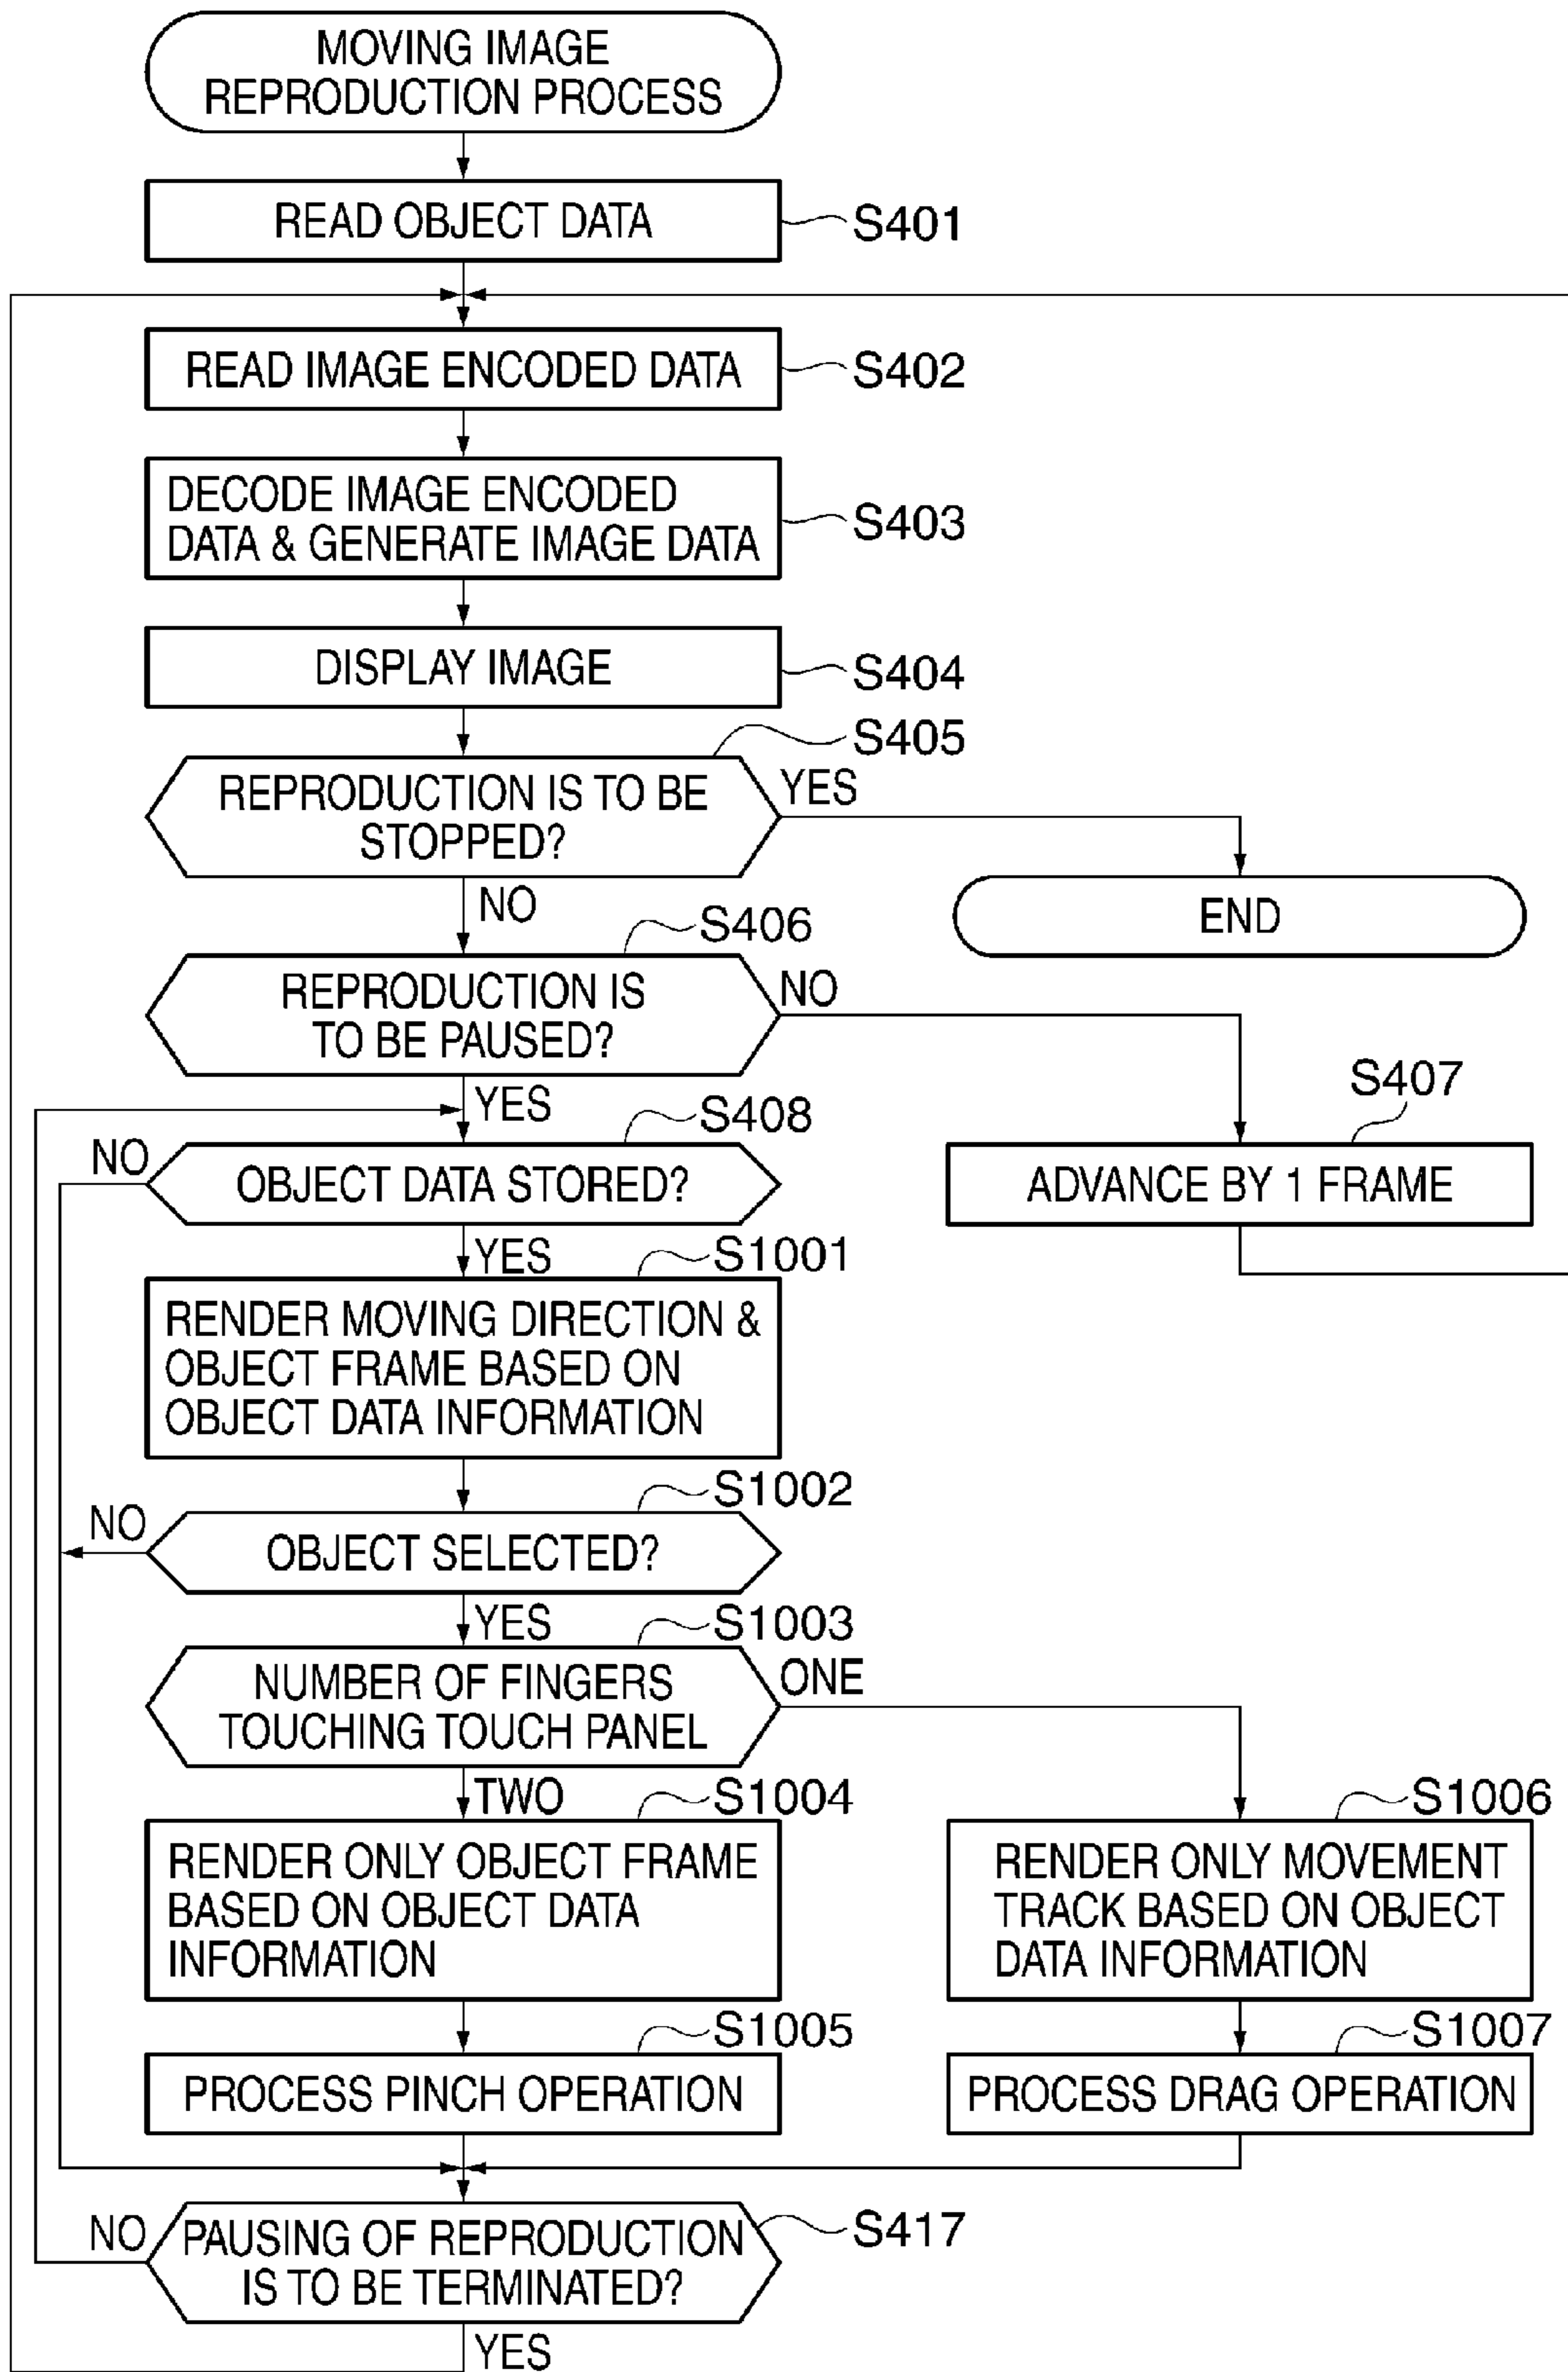 MOVING IMAGE
REPRODUCTION PROCESS
READ OBJECT DATA
S401
READ IMAGE ENCODED DATA
S402
DECODE IMAGE ENCODED
DATA & GENERATE IMAGE DATA
S403
DISPLAY IMAGE
S404
S405
REPRODUCTION IS TO BE
STOPPED?
YES
NO
END
S406
REPRODUCTION IS
TO BE PAUSED?
NO
YES
S407
ADVANCE BY 1 FRAME
S408
NO
OBJECT DATA STORED?
YES
S1001
RENDER MOVING DIRECTION &
OBJECT FRAME BASED ON
OBJECT DATA INFORMATION
S1002
NO
OBJECT SELECTED?
YES
S1003
NUMBER OF FINGERS
TOUCHING TOUCH PANEL
ONE
TWO
S1004
RENDER ONLY OBJECT FRAME
BASED ON OBJECT DATA
INFORMATION
S1006
RENDER ONLY MOVEMENT
TRACK BASED ON OBJECT
DATA INFORMATION
S1005
PROCESS PINCH OPERATION
S1007
PROCESS DRAG OPERATION
NO
PAUSING OF REPRODUCTION
IS TO BE TERMINATED?
S417
YES